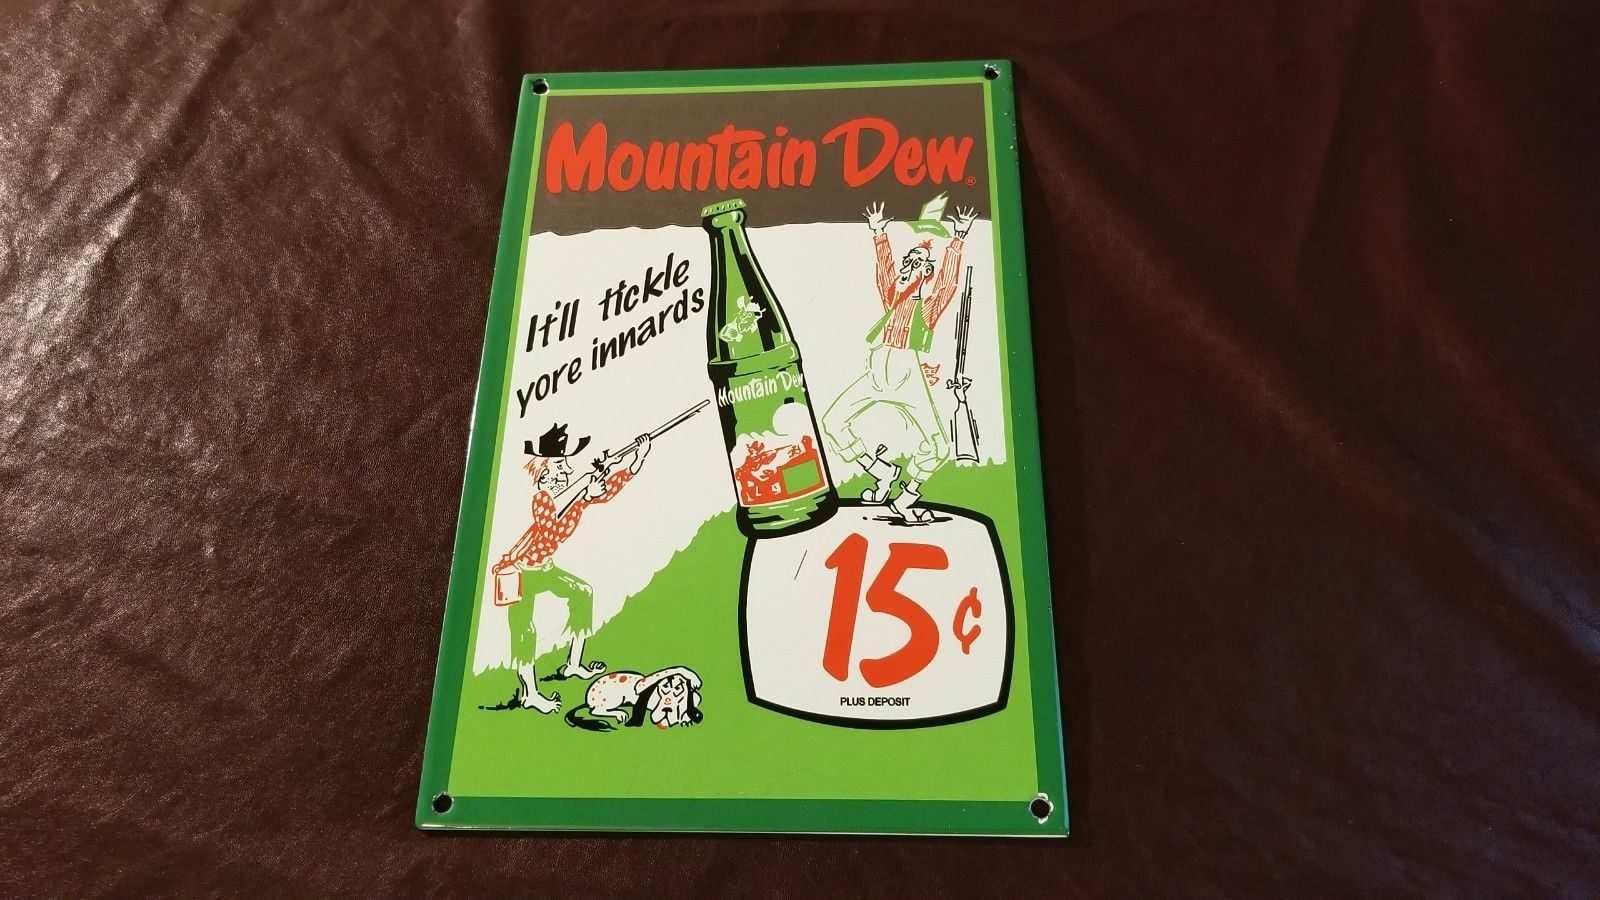 Mountain Dew®
It'll tickle
yore innards
Mountain Dew
15¢
PLUS DEPOSIT